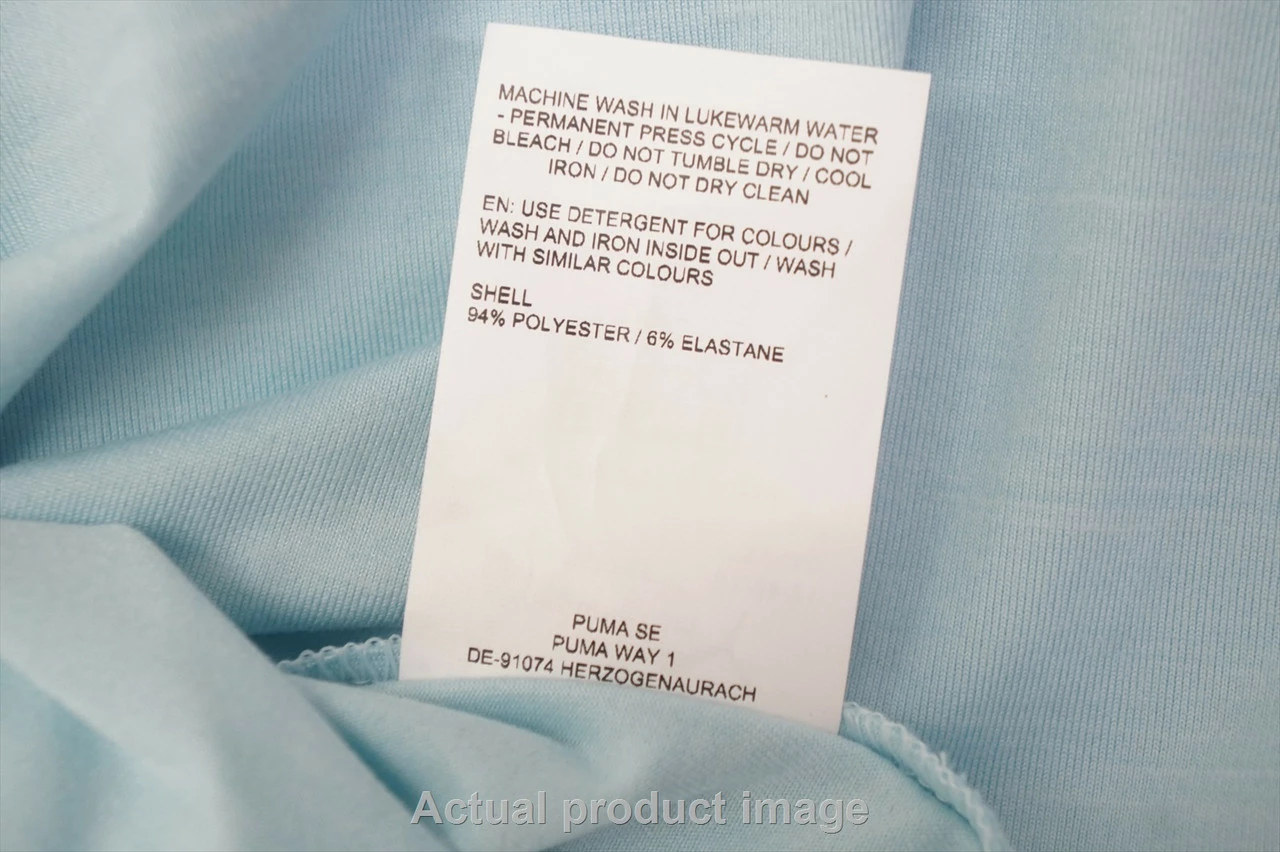 MACHINE WASH IN LUKEWARM WATER
- PERMANENT PRESS CYCLE / DO NOT
BLEACH / DO NOT TUMBLE DRY / COOL
IRON / DO NOT DRY CLEAN
EN: USE DETERGENT FOR COLOURS /
WASH AND IRON INSIDE OUT / WASH
WITH SIMILAR COLOURS
SHELL
94% POLYESTER / 6% ELASTANE
PUMA SE
PUMA WAY 1
DE-91074 HERZOGENAURACH
Actual product image